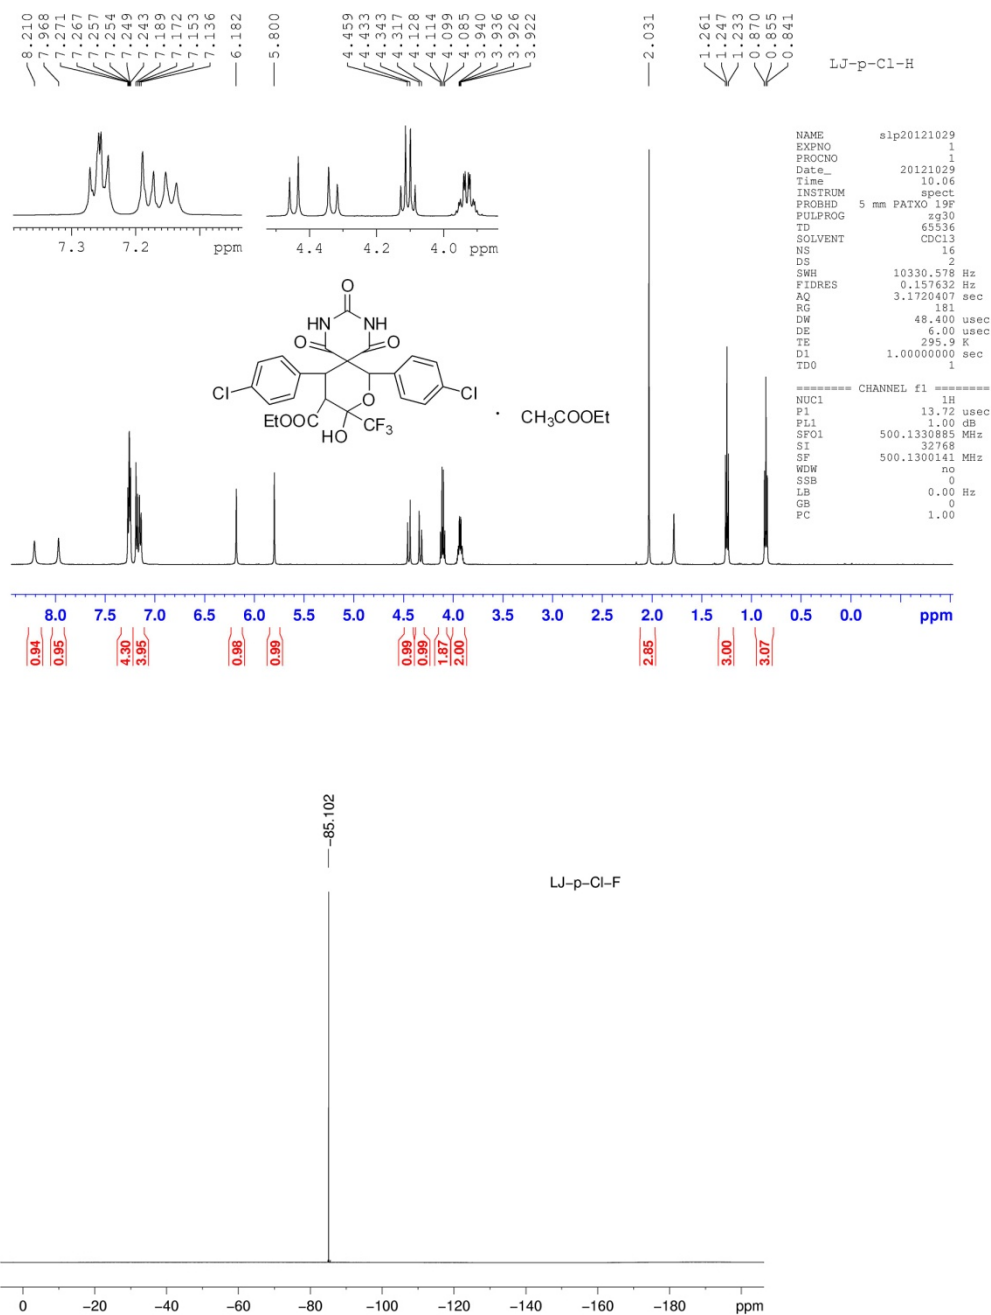 8.210
7.968
7.271
7.267
7.257
7.254
7.249
7.243
7.189
7.172
7.153
7.136
6.182
5.800
4.459
4.433
4.343
4.317
4.128
4.114
4.099
4.085
3.940
3.936
3.926
3.922
2.031
1.261
1.247
1.233
0.870
0.855
0.841
LJ-p-Cl-H
NAME slp20121029
EXPNO 1
PROCNO 1
Date_ 20121029
Time 10.06
INSTRUM spect
PROBHD 5 mm PATXO 19F
PULPROG zg30
TD 65536
SOLVENT CDCl3
NS 16
DS 2
SWH 10330.578 Hz
FIDRES 0.157632 Hz
AQ 3.1720407 sec
RG 181
DW 48.400 usec
DE 6.00 usec
TE 295.9 K
D1 1.00000000 sec
TD0 1
======== CHANNEL f1 ========
NUC1 1H
P1 13.72 usec
PL1 1.00 dB
SFO1 500.1330885 MHz
SI 32768
SF 500.1300141 MHz
WDW no
SSB 0
LB 0.00 Hz
GB 0
PC 1.00
7.3 7.2 ppm
4.4 4.2 4.0 ppm
O
HN NH
O O
Cl Cl
O
EtOOC CF3
HO
· CH3COOEt
8.0 7.5 7.0 6.5 6.0 5.5 5.0 4.5 4.0 3.5 3.0 2.5 2.0 1.5 1.0 0.5 0.0 ppm
0.94
0.95
4.30
3.95
0.98
0.99
0.99
0.99
1.87
2.00
2.85
3.00
3.07
-85.102
LJ-p-Cl-F
0 -20 -40 -60 -80 -100 -120 -140 -160 -180 ppm